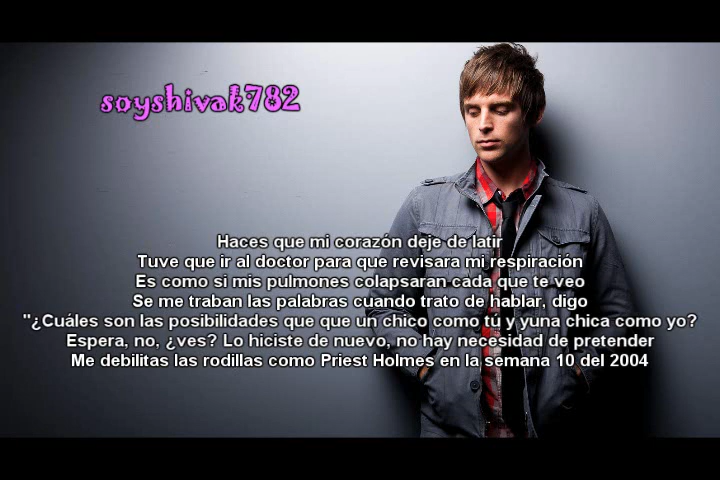 soyshivak782
Haces que mi corazón deje de latir
Tuve que ir al doctor para que revisara mi respiración
Es como si mis pulmones colapsaran cada que te veo
Se me traban las palabras cuando trato de hablar, digo
"¿Cuáles son las posibilidades que que un chico como tú y yuna chica como yo?
Espera, no, ¿ves? Lo hiciste de nuevo, no hay necesidad de pretender
Me debilitas las rodillas como Priest Holmes en la semana 10 del 2004